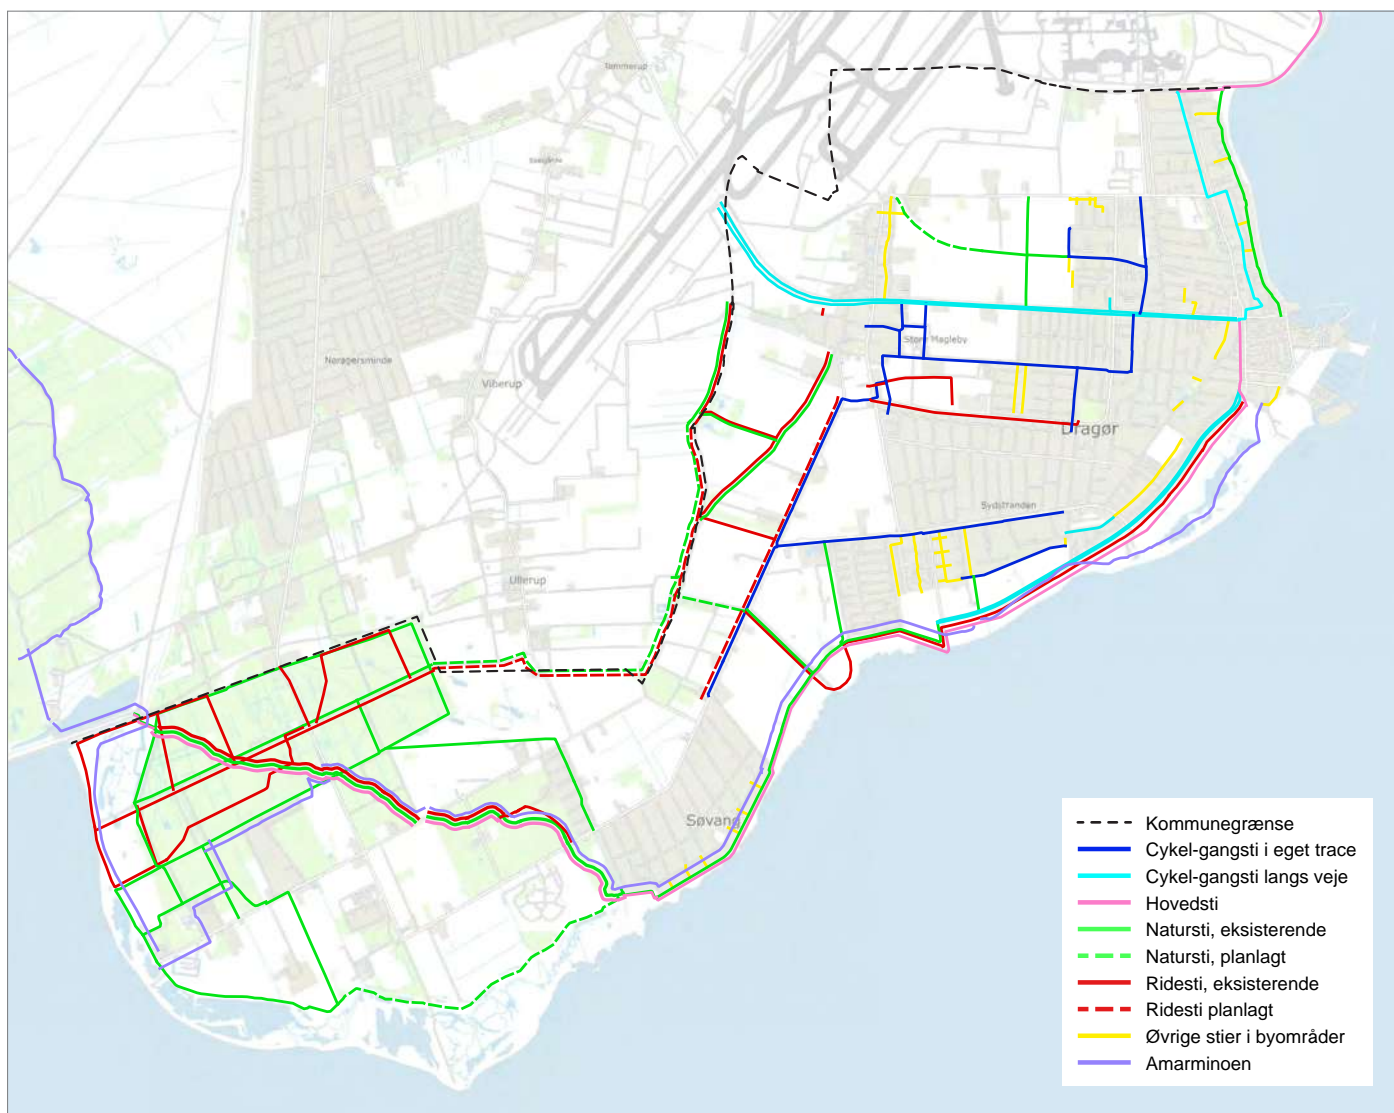 Tømmerup
Nøragersminde
Viberup
Store Magleby
Dragør
Sydstranden
Ullerup
Søvang
Kommunegrænse
Cykel-gangsti i eget trace
Cykel-gangsti langs veje
Hovedsti
Natursti, eksisterende
Natursti, planlagt
Ridesti, eksisterende
Ridesti planlagt
Øvrige stier i byområder
Amarminoen